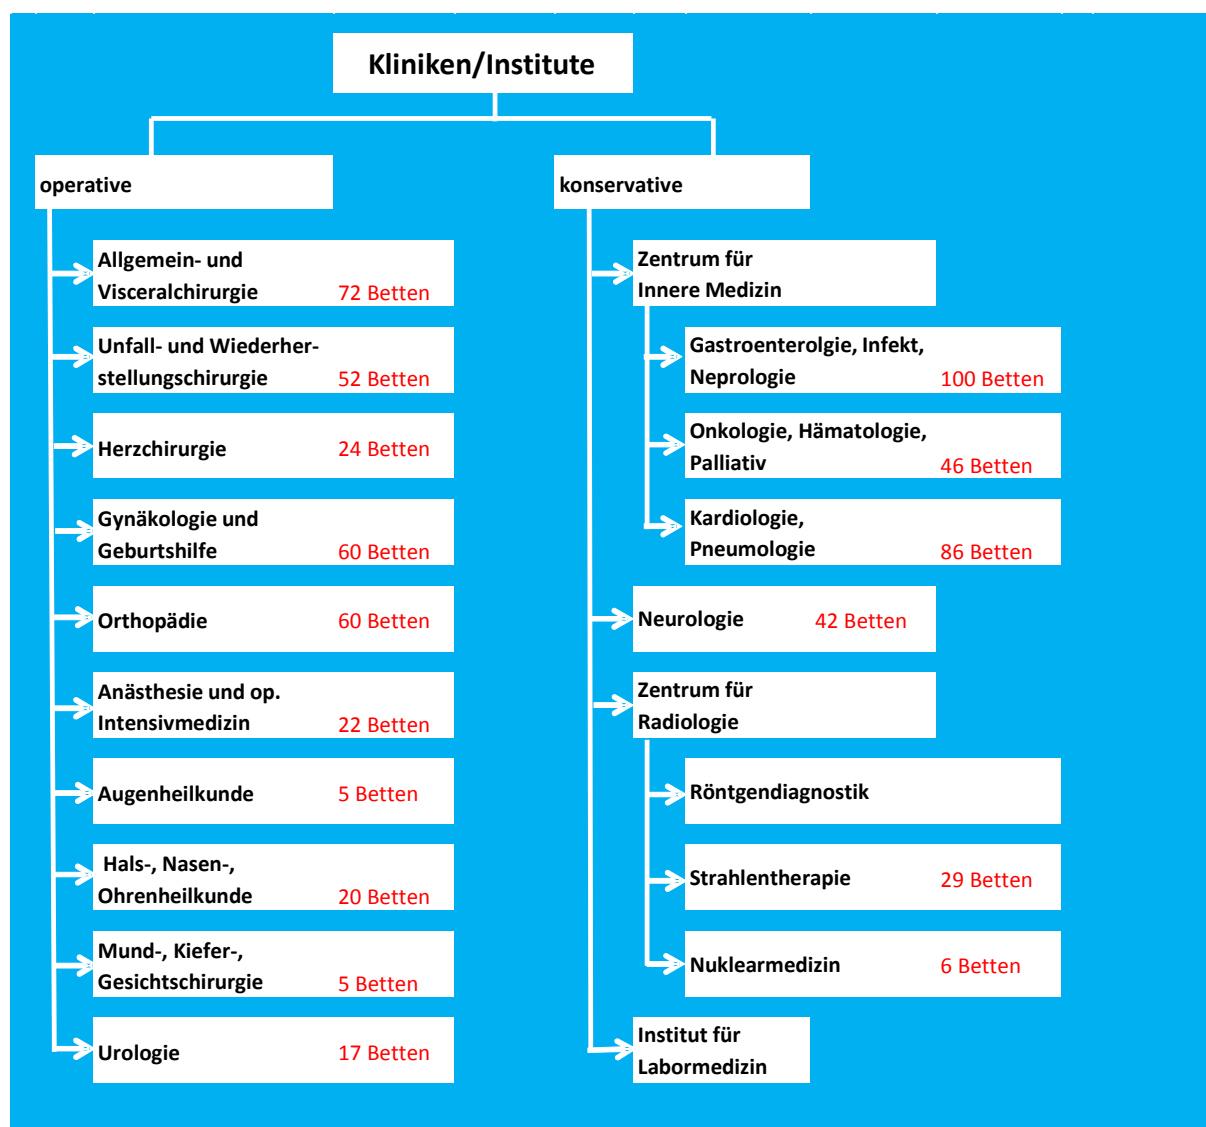 Kliniken/Institute
operative
Allgemein- und
Visceralchirurgie 72 Betten
Unfall- und Wiederher-
stellungschirurgie 52 Betten
Herzchirurgie 24 Betten
Gynäkologie und
Geburtshilfe 60 Betten
Orthopädie 60 Betten
Anästhesie und op.
Intensivmedizin 22 Betten
Augenheilkunde 5 Betten
Hals-, Nasen-,
Ohrenheilkunde 20 Betten
Mund-, Kiefer-,
Gesichtschirurgie 5 Betten
Urologie 17 Betten
konservative
Zentrum für
Innere Medizin
Gastroenterolgie, Infekt,
Neprologie 100 Betten
Onkologie, Hämatologie,
Palliativ 46 Betten
Kardiologie,
Pneumologie 86 Betten
Neurologie 42 Betten
Zentrum für
Radiologie
Röntgendiagnostik
Strahlentherapie 29 Betten
Nuklearmedizin 6 Betten
Institut für
Labormedizin